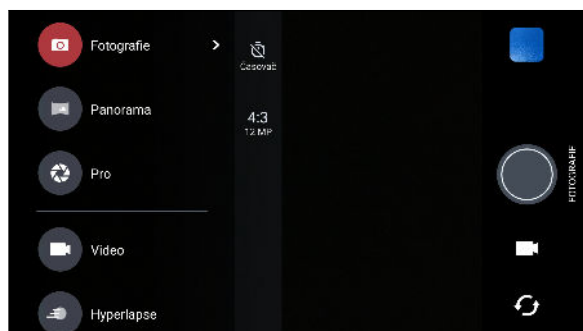 Fotografie
Panorama
Pro
Video
Hyperlapse
Časovač
4:3
12 MP
FOTOGRAFIE